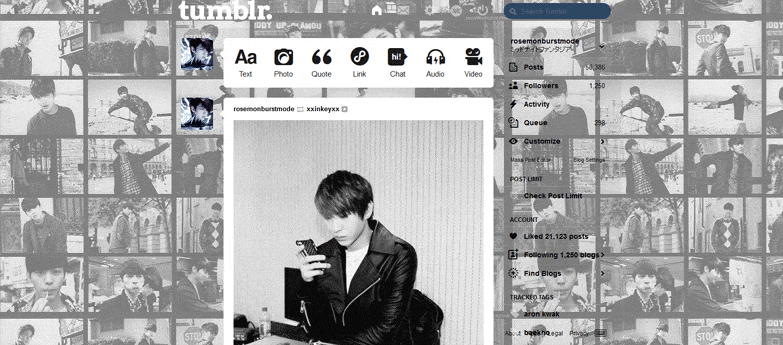 tumblr.
Search Tumblr
Aa
hi!
Text
Photo
Quote
Link
Chat
Audio
Video
rosemonburstmode xxinkeyxx
rosemonburstmode
ミッドナイトファンタジアー
Posts
Followers 1,250
Activity
Queue 298
Customize
Mass Post Editor Blog Settings
POST LIMIT
Check Post Limit
ACCOUNT
Liked 21,123 posts
Following 1,250 blogs
Find Blogs
TRACKED TAGS
aron kwak
About Legal Privacy
baekho
STOP